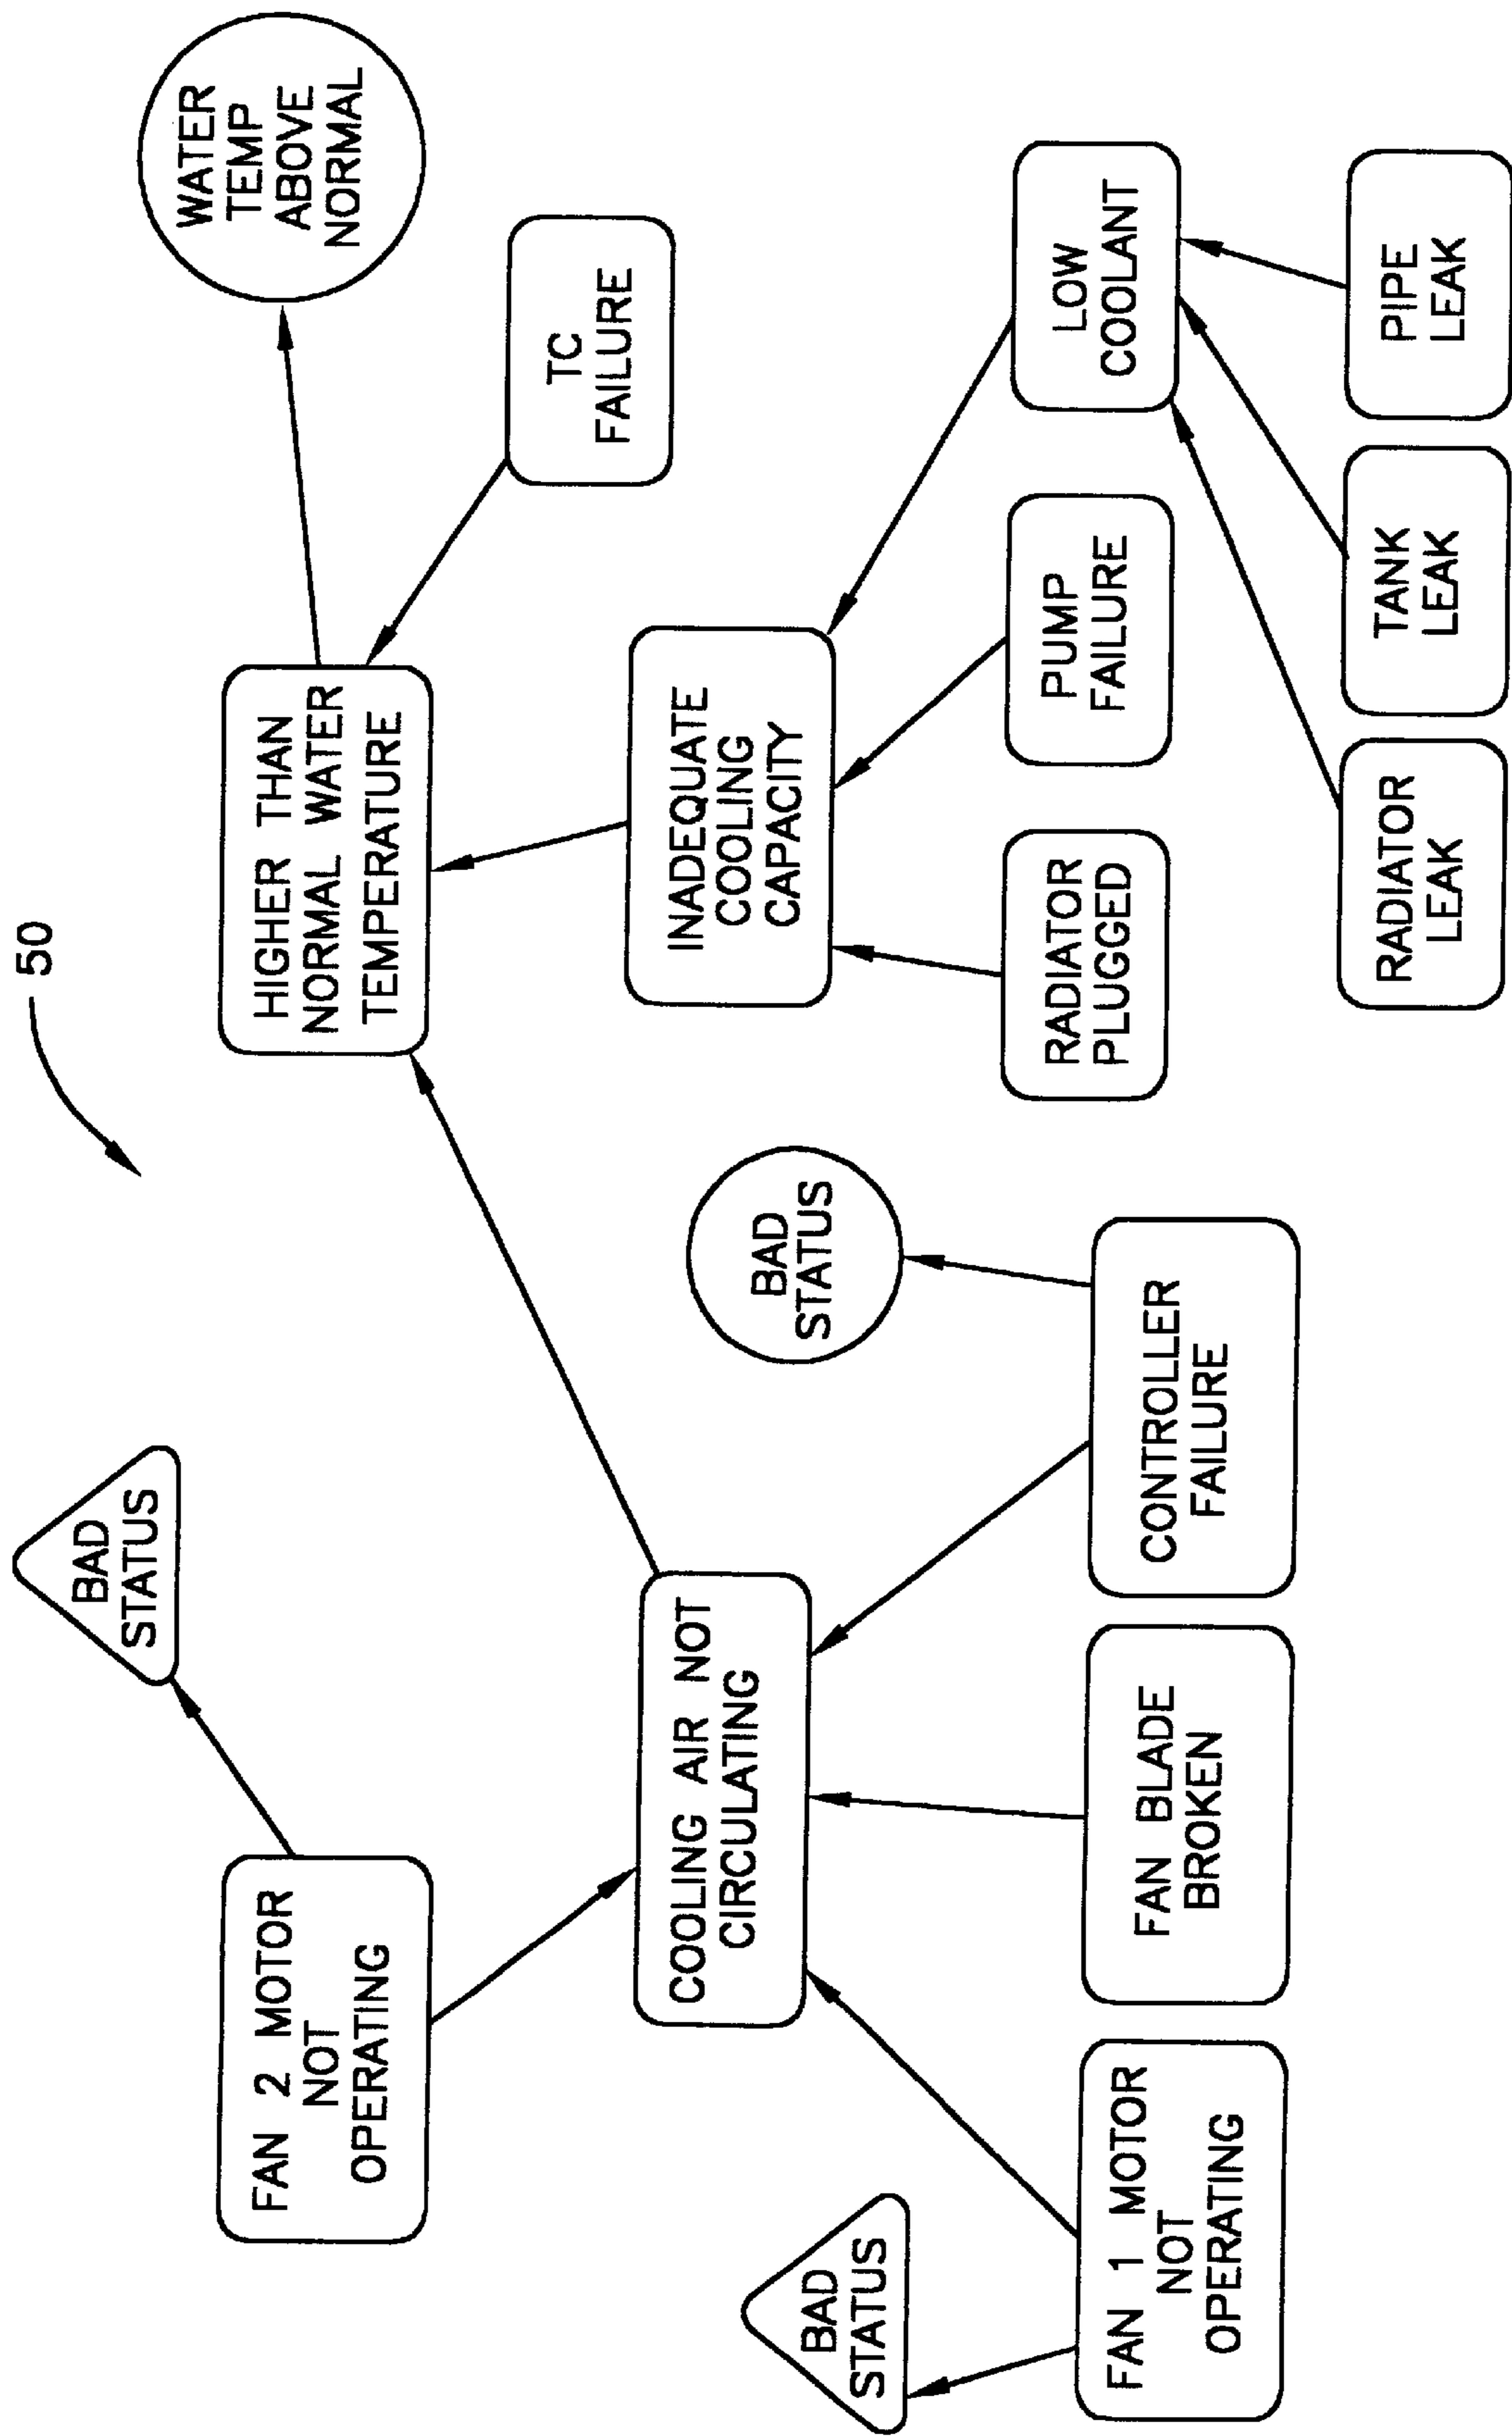 50
BAD
STATUS
WATER
TEMP
ABOVE
NORMAL
FAN 2 MOTOR
NOT
OPERATING
HIGHER THAN
NORMAL WATER
TEMPERATURE
TC
FAILURE
COOLING AIR NOT
CIRCULATING
BAD
STATUS
INADEQUATE
COOLING
CAPACITY
BAD
STATUS
FAN 1 MOTOR
NOT
OPERATING
FAN BLADE
BROKEN
CONTROLLER
FAILURE
RADIATOR
PLUGGED
PUMP
FAILURE
LOW
COOLANT
RADIATOR
LEAK
TANK
LEAK
PIPE
LEAK